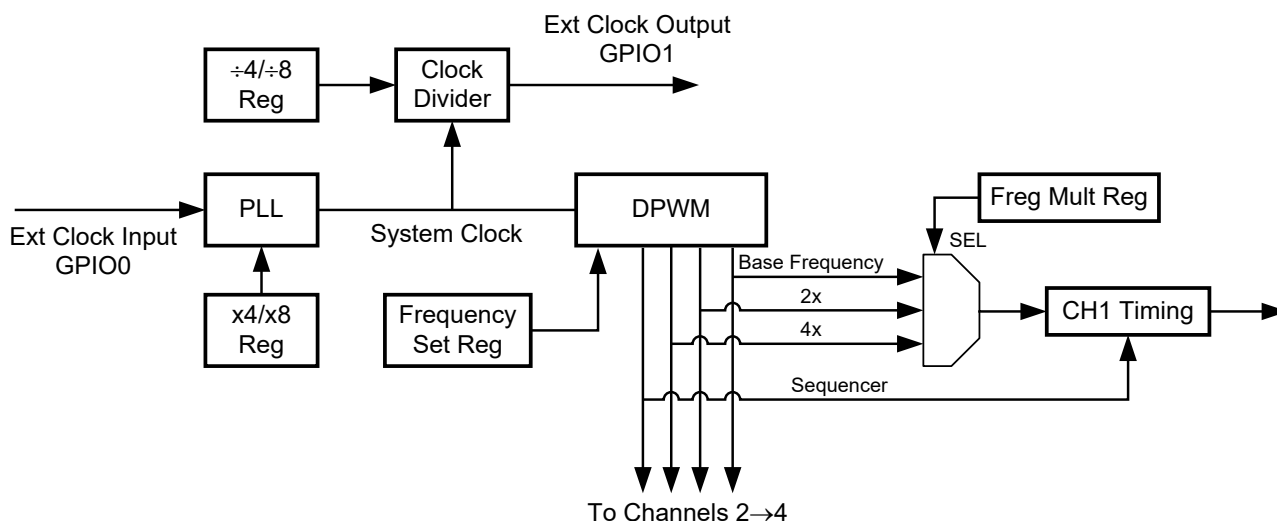 Ext Clock Output
GPIO1
÷4/÷8
Reg
Clock
Divider
PLL
DPWM
Freg Mult Reg
Ext Clock Input
GPIO0
System Clock
SEL
Base Frequency
2x
4x
CH1 Timing
x4/x8
Reg
Frequency
Set Reg
Sequencer
To Channels 2→4